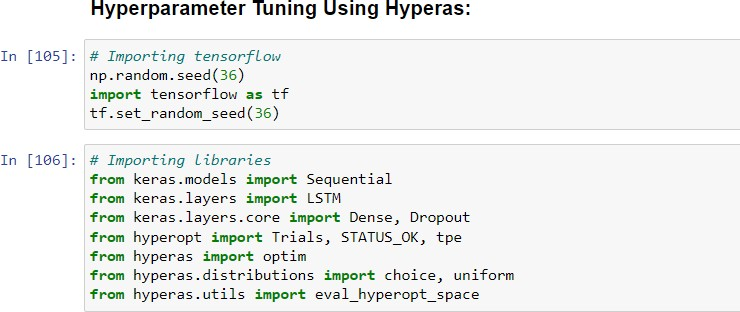 Hyperparameter Tuning Using Hyperas:
In [105]: # Importing tensorflow
np.random.seed(36)
import tensorflow as tf
tf.set_random_seed(36)
In [106]: # Importing libraries
from keras.models import Sequential
from keras.layers import LSTM
from keras.layers.core import Dense, Dropout
from hyperopt import Trials, STATUS_OK, tpe
from hyperas import optim
from hyperas.distributions import choice, uniform
from hyperas.utils import eval_hyperopt_space